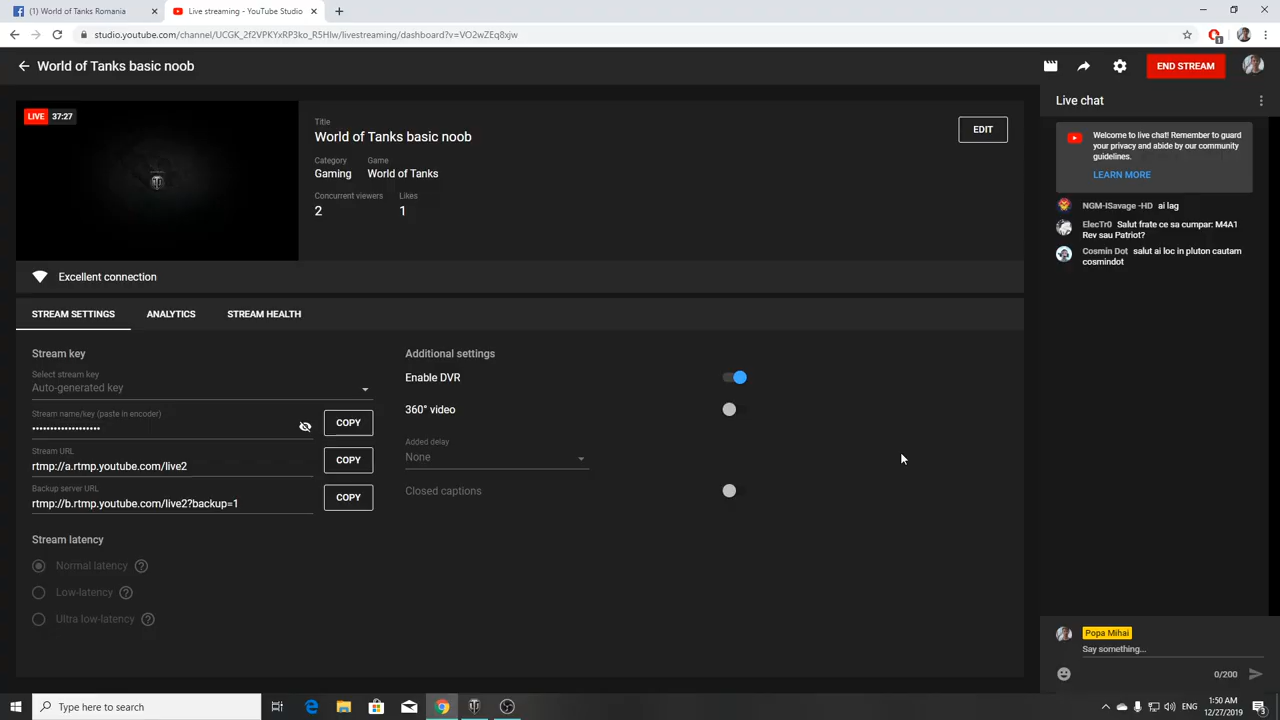 (1) World of Tanks Romania
Live streaming - YouTube Studio
studio.youtube.com/channel/UCGK_2f2VPKYxRP3ko_R5HIw/livestreaming/dashboard?v=VO2wZEq8xjw
World of Tanks basic noob
END STREAM
LIVE 37:27
Title
World of Tanks basic noob
EDIT
Category Game
Gaming World of Tanks
Concurrent viewers Likes
2 1
Excellent connection
STREAM SETTINGS ANALYTICS STREAM HEALTH
Stream key
Select stream key
Auto-generated key
Stream name/key (paste in encoder)
••••••••••••••••••
COPY
Stream URL
rtmp://a.rtmp.youtube.com/live2
COPY
Backup server URL
rtmp://b.rtmp.youtube.com/live2?backup=1
COPY
Stream latency
Normal latency
Low-latency
Ultra low-latency
Additional settings
Enable DVR
360° video
Added delay
None
Closed captions
Live chat
Welcome to live chat! Remember to guard
your privacy and abide by our community
guidelines.
LEARN MORE
NGM-ISavage -HD ai lag
ElecTr0 Salut frate ce sa cumpar: M4A1
Rev sau Patriot?
Cosmin Dot salut ai loc in pluton cautam
cosmindot
Popa Mihai
Say something...
0/200
Type here to search
ENG
1:50 AM
12/27/2019
3